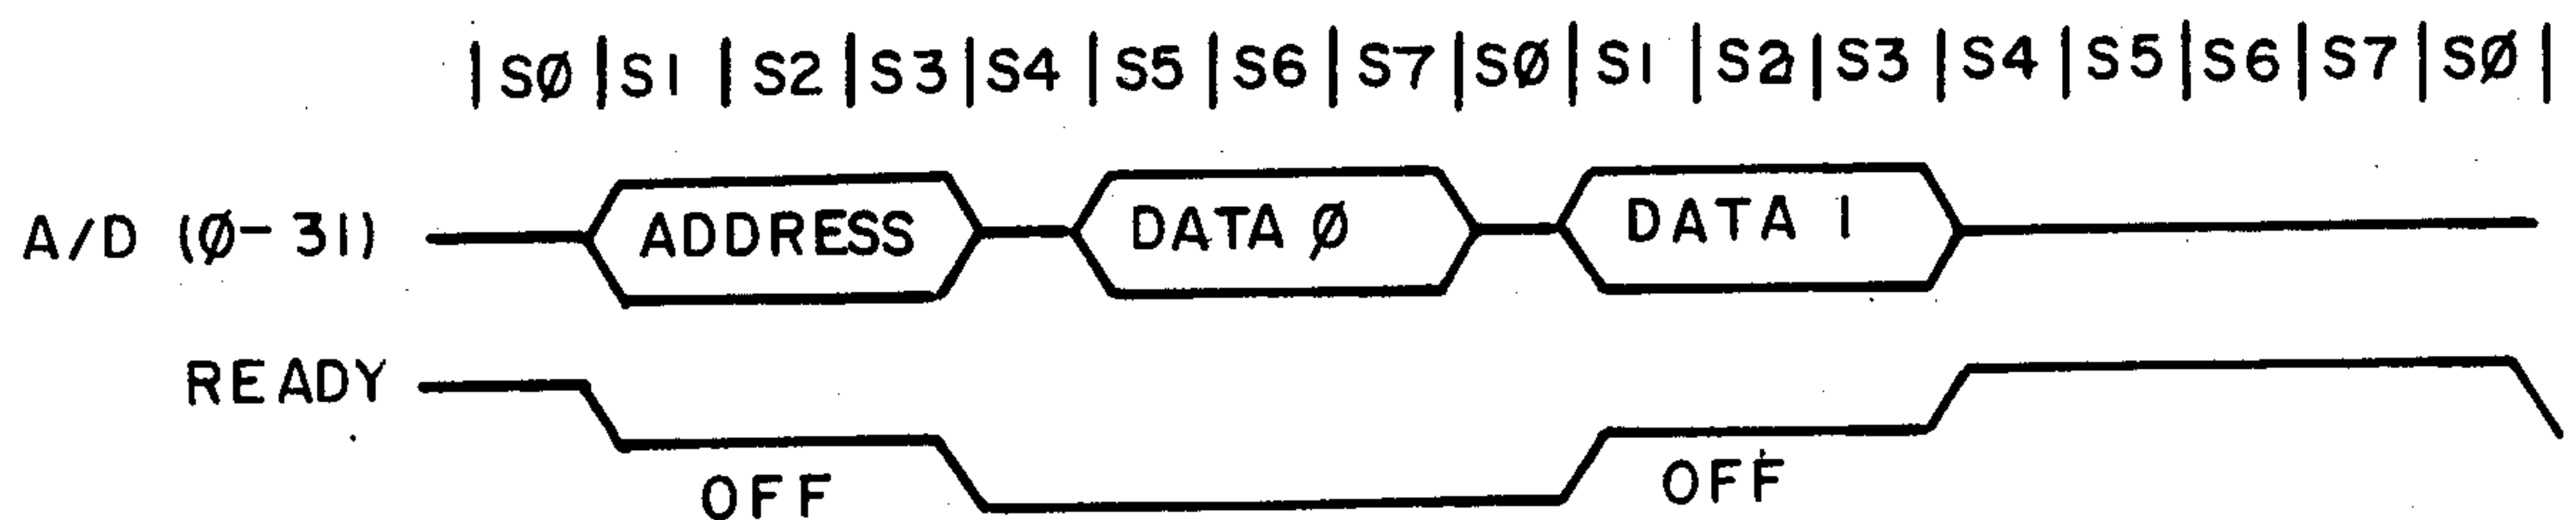 |SØ|S1|S2|S3|S4|S5|S6|S7|SØ|S1|S2|S3|S4|S5|S6|S7|SØ|
A/D (Ø-31) ADDRESS DATA Ø DATA 1
READY
OFF OFF